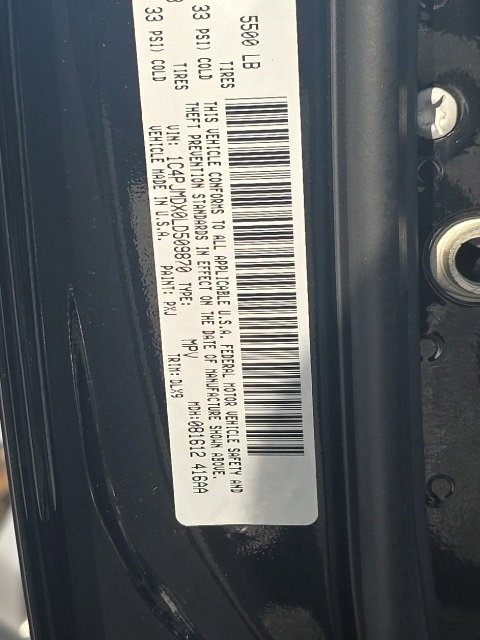 5500 LB
TIRES
33 PSI) COLD
TIRES
33 PSI) COLD
THIS VEHICLE CONFORMS TO ALL APPLICABLE U.S.A. FEDERAL MOTOR VEHICLE SAFETY AND
THEFT PREVENTION STANDARDS IN EFFECT ON THE DATE OF MANUFACTURE SHOWN ABOVE.
VIN: 1C4PJMDX0LD509870 TYPE: MPV MDH:081612 416AA
VEHICLE MADE IN U.S.A. PAINT: PXJ TRIM:DLX9